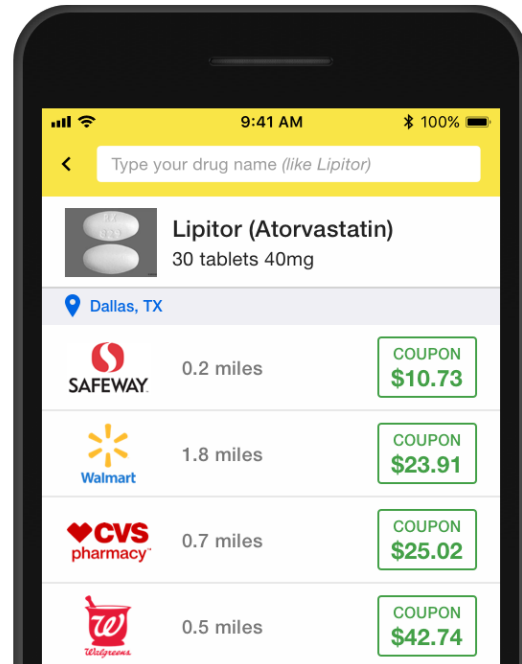 9:41 AM
100%
Type your drug name (like Lipitor)
Lipitor (Atorvastatin)
30 tablets 40mg
Dallas, TX
SAFEWAY
0.2 miles
COUPON
$10.73
Walmart
1.8 miles
COUPON
$23.91
CVS
pharmacy
0.7 miles
COUPON
$25.02
W
Walgreens
0.5 miles
COUPON
$42.74